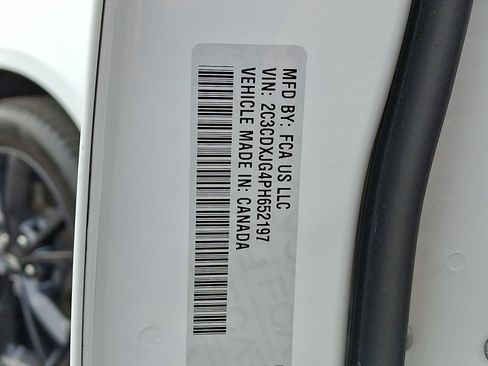 MFD BY: FCA US LLC
VIN: 2C3CDXJG4PH652197
VEHICLE MADE IN: CANADA